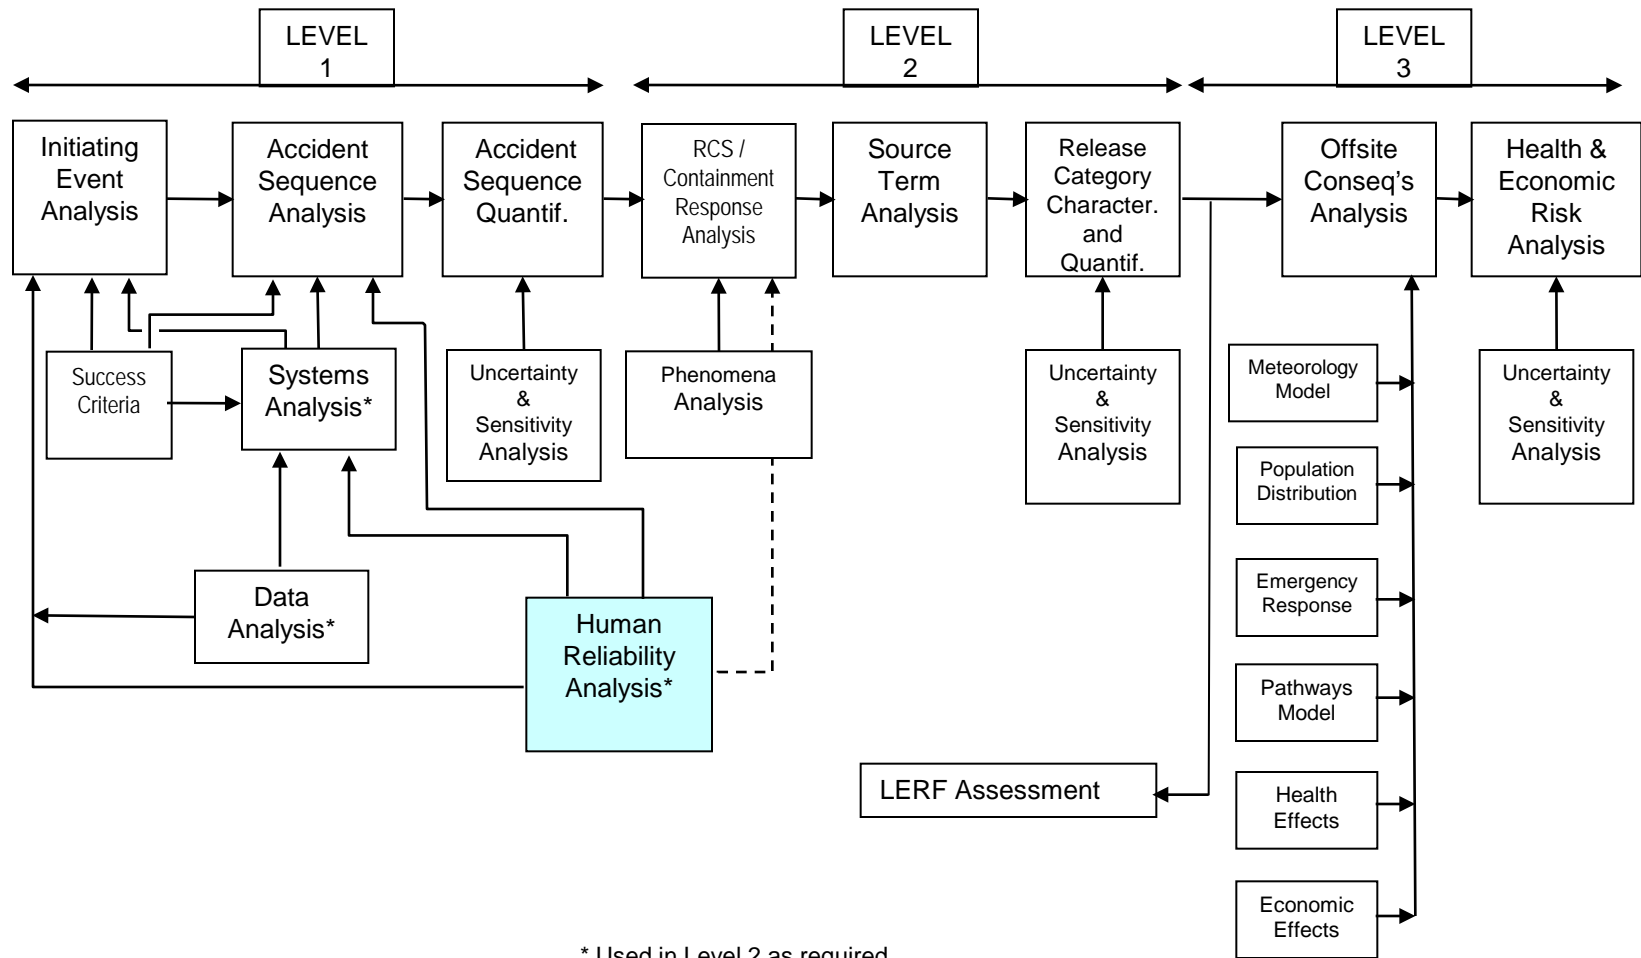 LEVEL
1
LEVEL
2
LEVEL
3
Initiating
Event
Analysis
Accident
Sequence
Analysis
Accident
Sequence
Quantif.
RCS /
Containment
Response
Analysis
Source
Term
Analysis
Release
Category
Character.
and
Quantif.
Offsite
Conseq's
Analysis
Health &
Economic
Risk
Analysis
Success
Criteria
Systems
Analysis*
Uncertainty
&
Sensitivity
Analysis
Phenomena
Analysis
Uncertainty
&
Sensitivity
Analysis
Meteorology
Model
Uncertainty
&
Sensitivity
Analysis
Population
Distribution
Data
Analysis*
Human
Reliability
Analysis*
Emergency
Response
Pathways
Model
LERF Assessment
Health
Effects
Economic
Effects
* Used in Level 2 as required